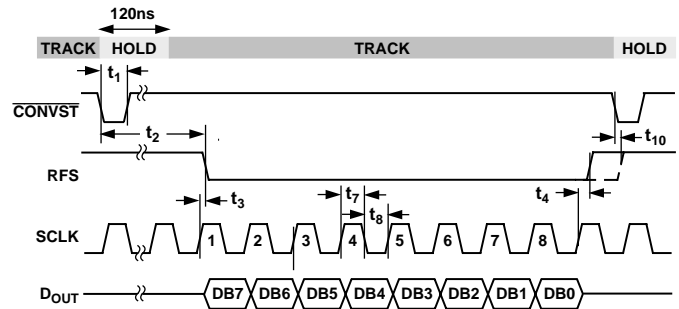 120ns
TRACK HOLD TRACK HOLD
t1
CONVST
t2 t10
RFS
t3 t7 t8 t4
SCLK 1 2 3 4 5 6 7 8
DOUT DB7 DB6 DB5 DB4 DB3 DB2 DB1 DB0